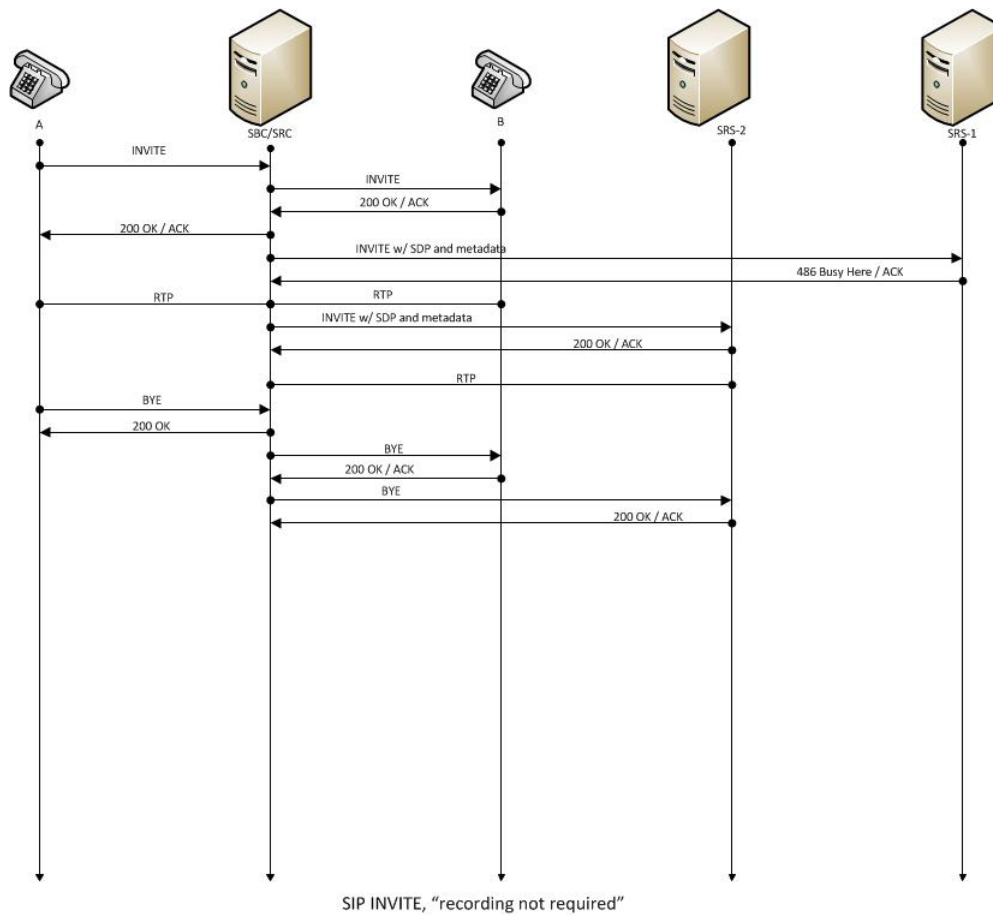 A
SBC/SRC
B
SRS-2
SRS-1
INVITE
INVITE
200 OK / ACK
200 OK / ACK
INVITE w/ SDP and metadata
486 Busy Here / ACK
RTP
RTP
INVITE w/ SDP and metadata
200 OK / ACK
RTP
BYE
200 OK
BYE
200 OK / ACK
BYE
200 OK / ACK
SIP INVITE, “recording not required”